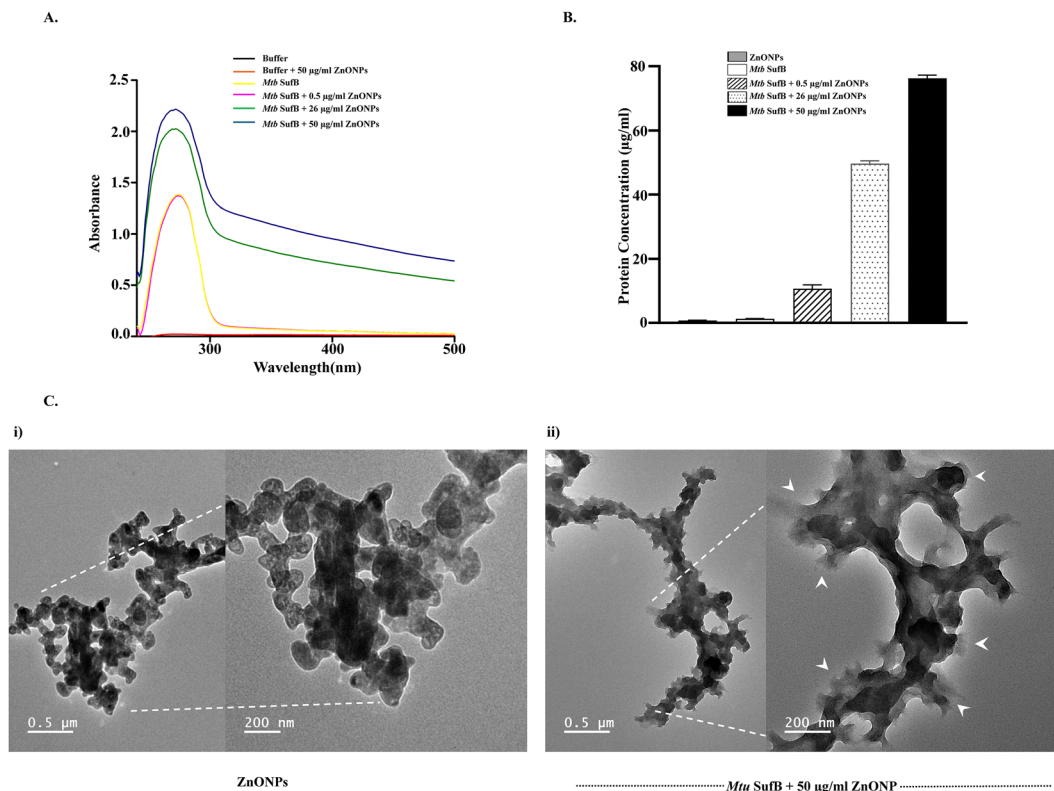 A.
Buffer
Buffer + 50 µg/ml ZnONPs
Mtb SufB
Mtb SufB + 0.5 µg/ml ZnONPs
Mtb SufB + 26 µg/ml ZnONPs
Mtb SufB + 50 µg/ml ZnONPs
2.5
2.0
1.5
1.0
0.5
0.0
Absorbance
300
400
500
Wavelength(nm)
B.
ZnONPs
Mtb SufB
Mtb SufB + 0.5 µg/ml ZnONPs
Mtb SufB + 26 µg/ml ZnONPs
Mtb SufB + 50 µg/ml ZnONPs
80
60
40
20
0
Protein Concentration (µg/ml)
C.
i)
0.5 µm
200 nm
ZnONPs
ii)
0.5 µm
200 nm
Mtu SufB + 50 µg/ml ZnONP